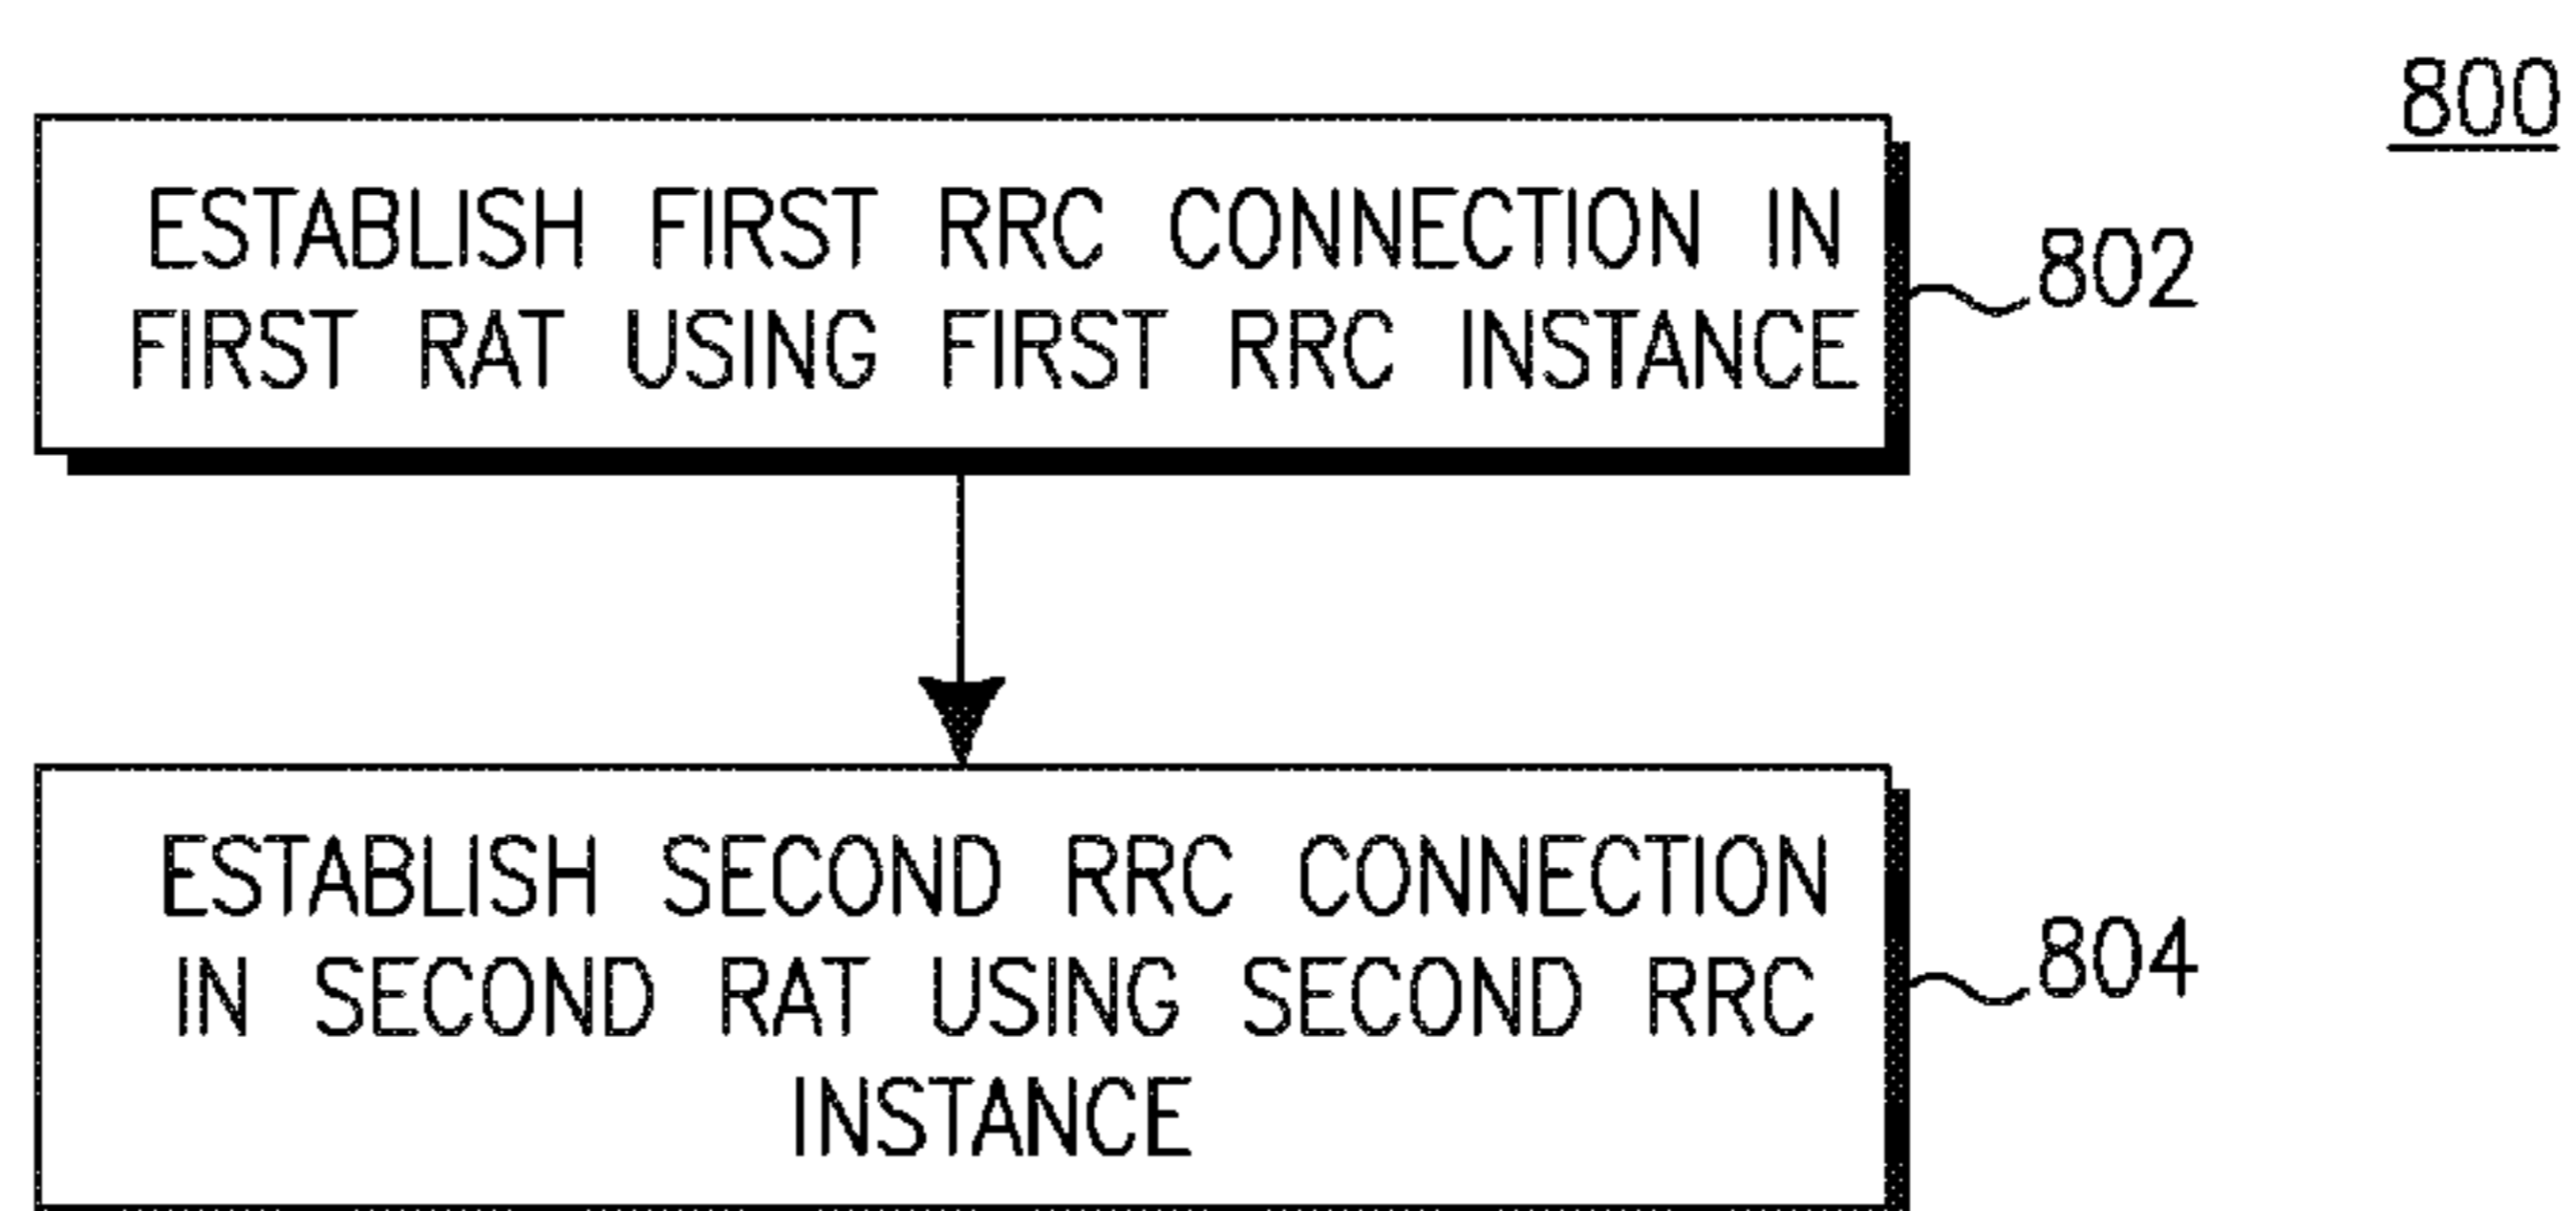 800
ESTABLISH FIRST RRC CONNECTION IN
FIRST RAT USING FIRST RRC INSTANCE
802
ESTABLISH SECOND RRC CONNECTION
IN SECOND RAT USING SECOND RRC
INSTANCE
804